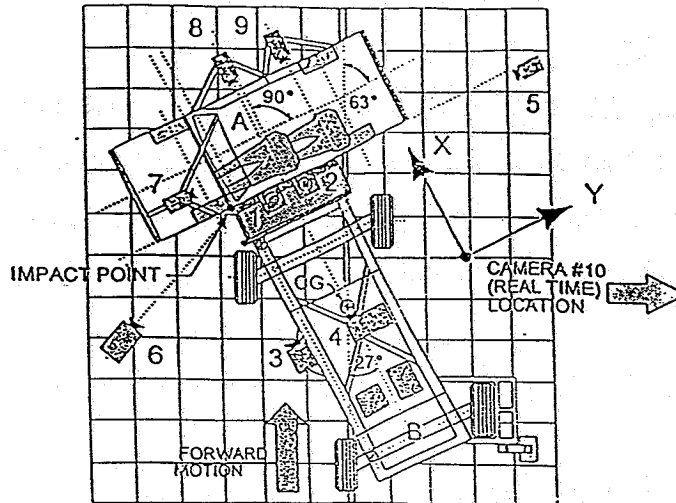 8 9
5
90°
63°
A
X
7
2
1
Y
IMPACT POINT
CAMERA #10
(REAL TIME)
LOCATION
CG
6
3
4
27°
B
FORWARD
MOTION